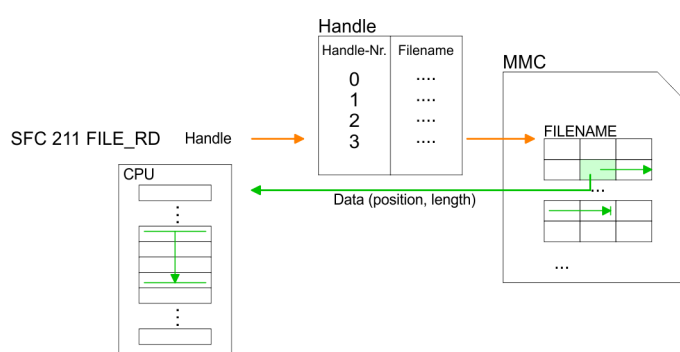 Handle
Handle-Nr. Filename
0 ....
1 ....
2 ....
3 ....
MMC
SFC 211 FILE_RD Handle
FILENAME
CPU
Data (position, length)
...
...